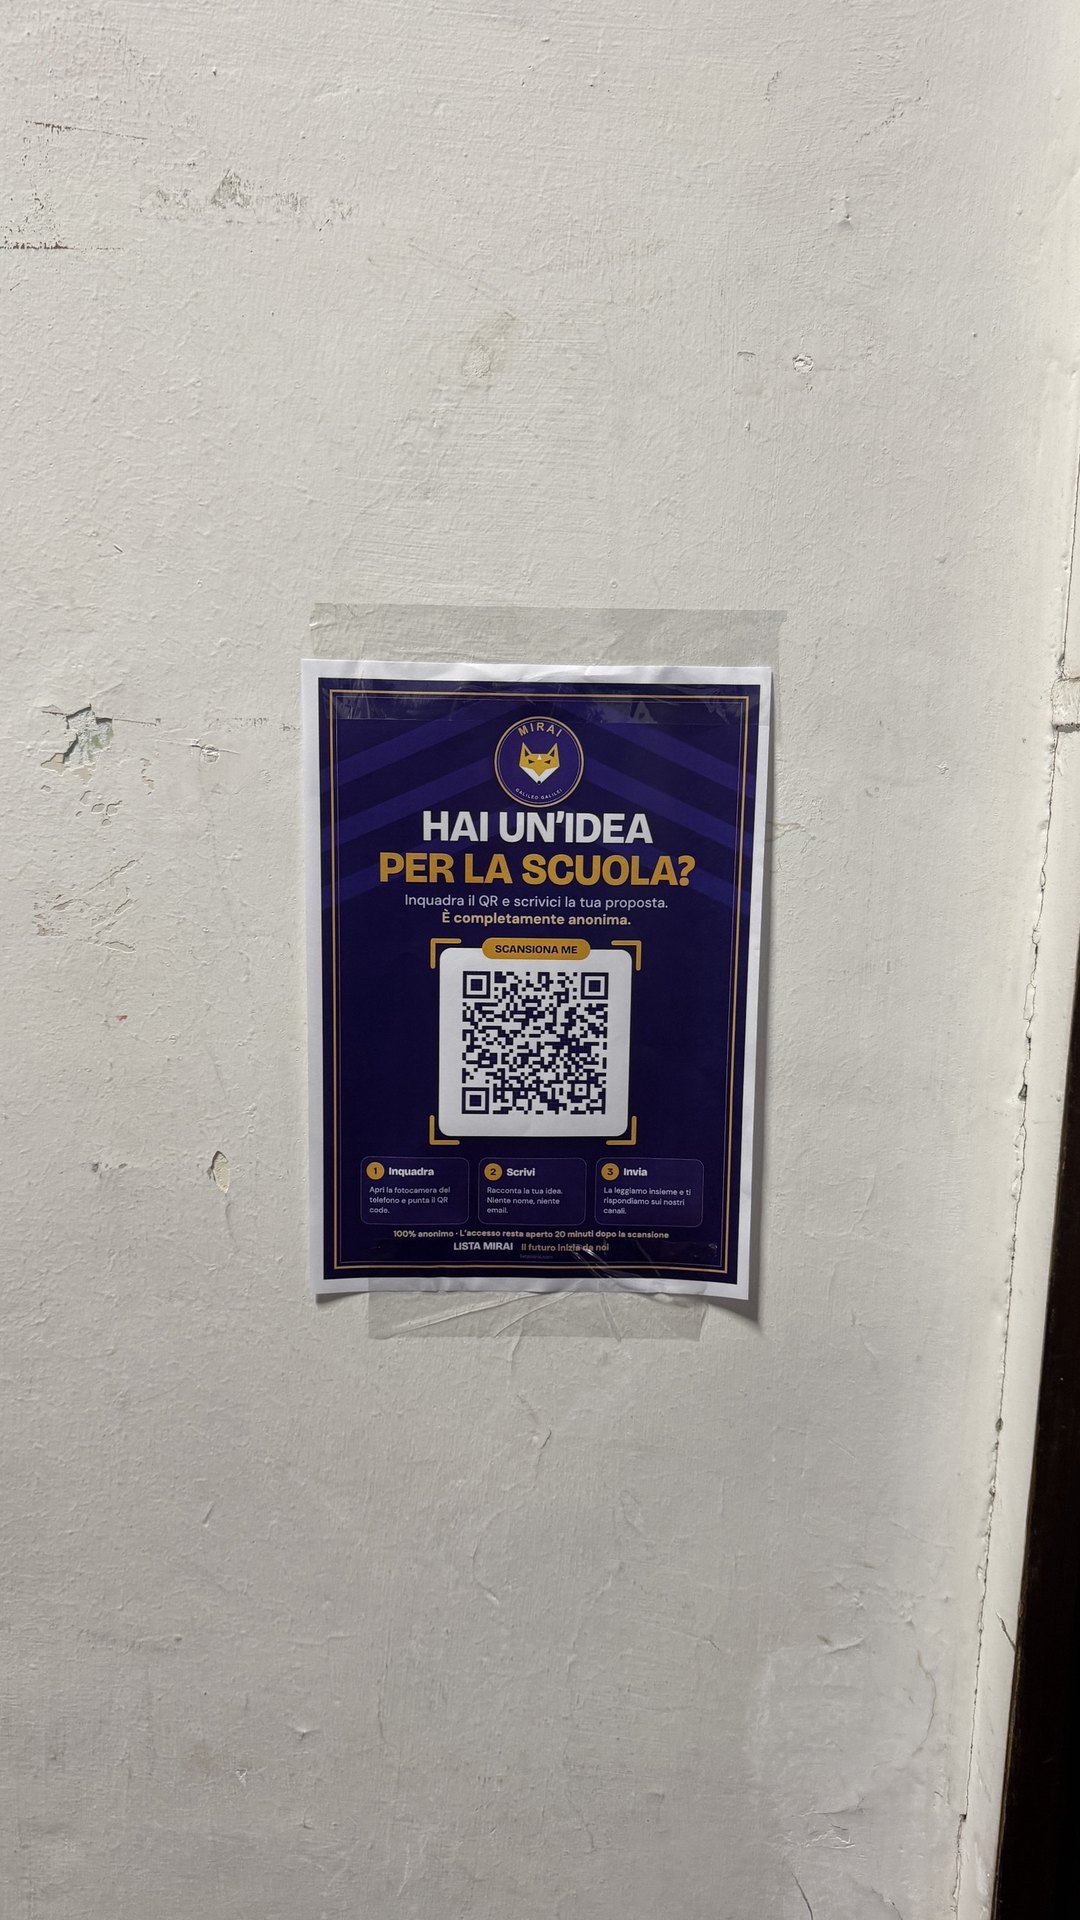 MIRAI
GALILEO GALILEI
HAI UN'IDEA
PER LA SCUOLA?
Inquadra il QR e scrivici la tua proposta.
È completamente anonima.
SCANSIONA ME
1 Inquadra
Apri la fotocamera del
telefono e punta il QR
code.
2 Scrivi
Racconta la tua idea.
Niente nome, niente
email.
3 Invia
La leggiamo insieme e ti
rispondiamo sui nostri
canali.
100% anonimo · L'accesso resta aperto 20 minuti dopo la scansione
LISTA MIRAI Il futuro inizia da noi